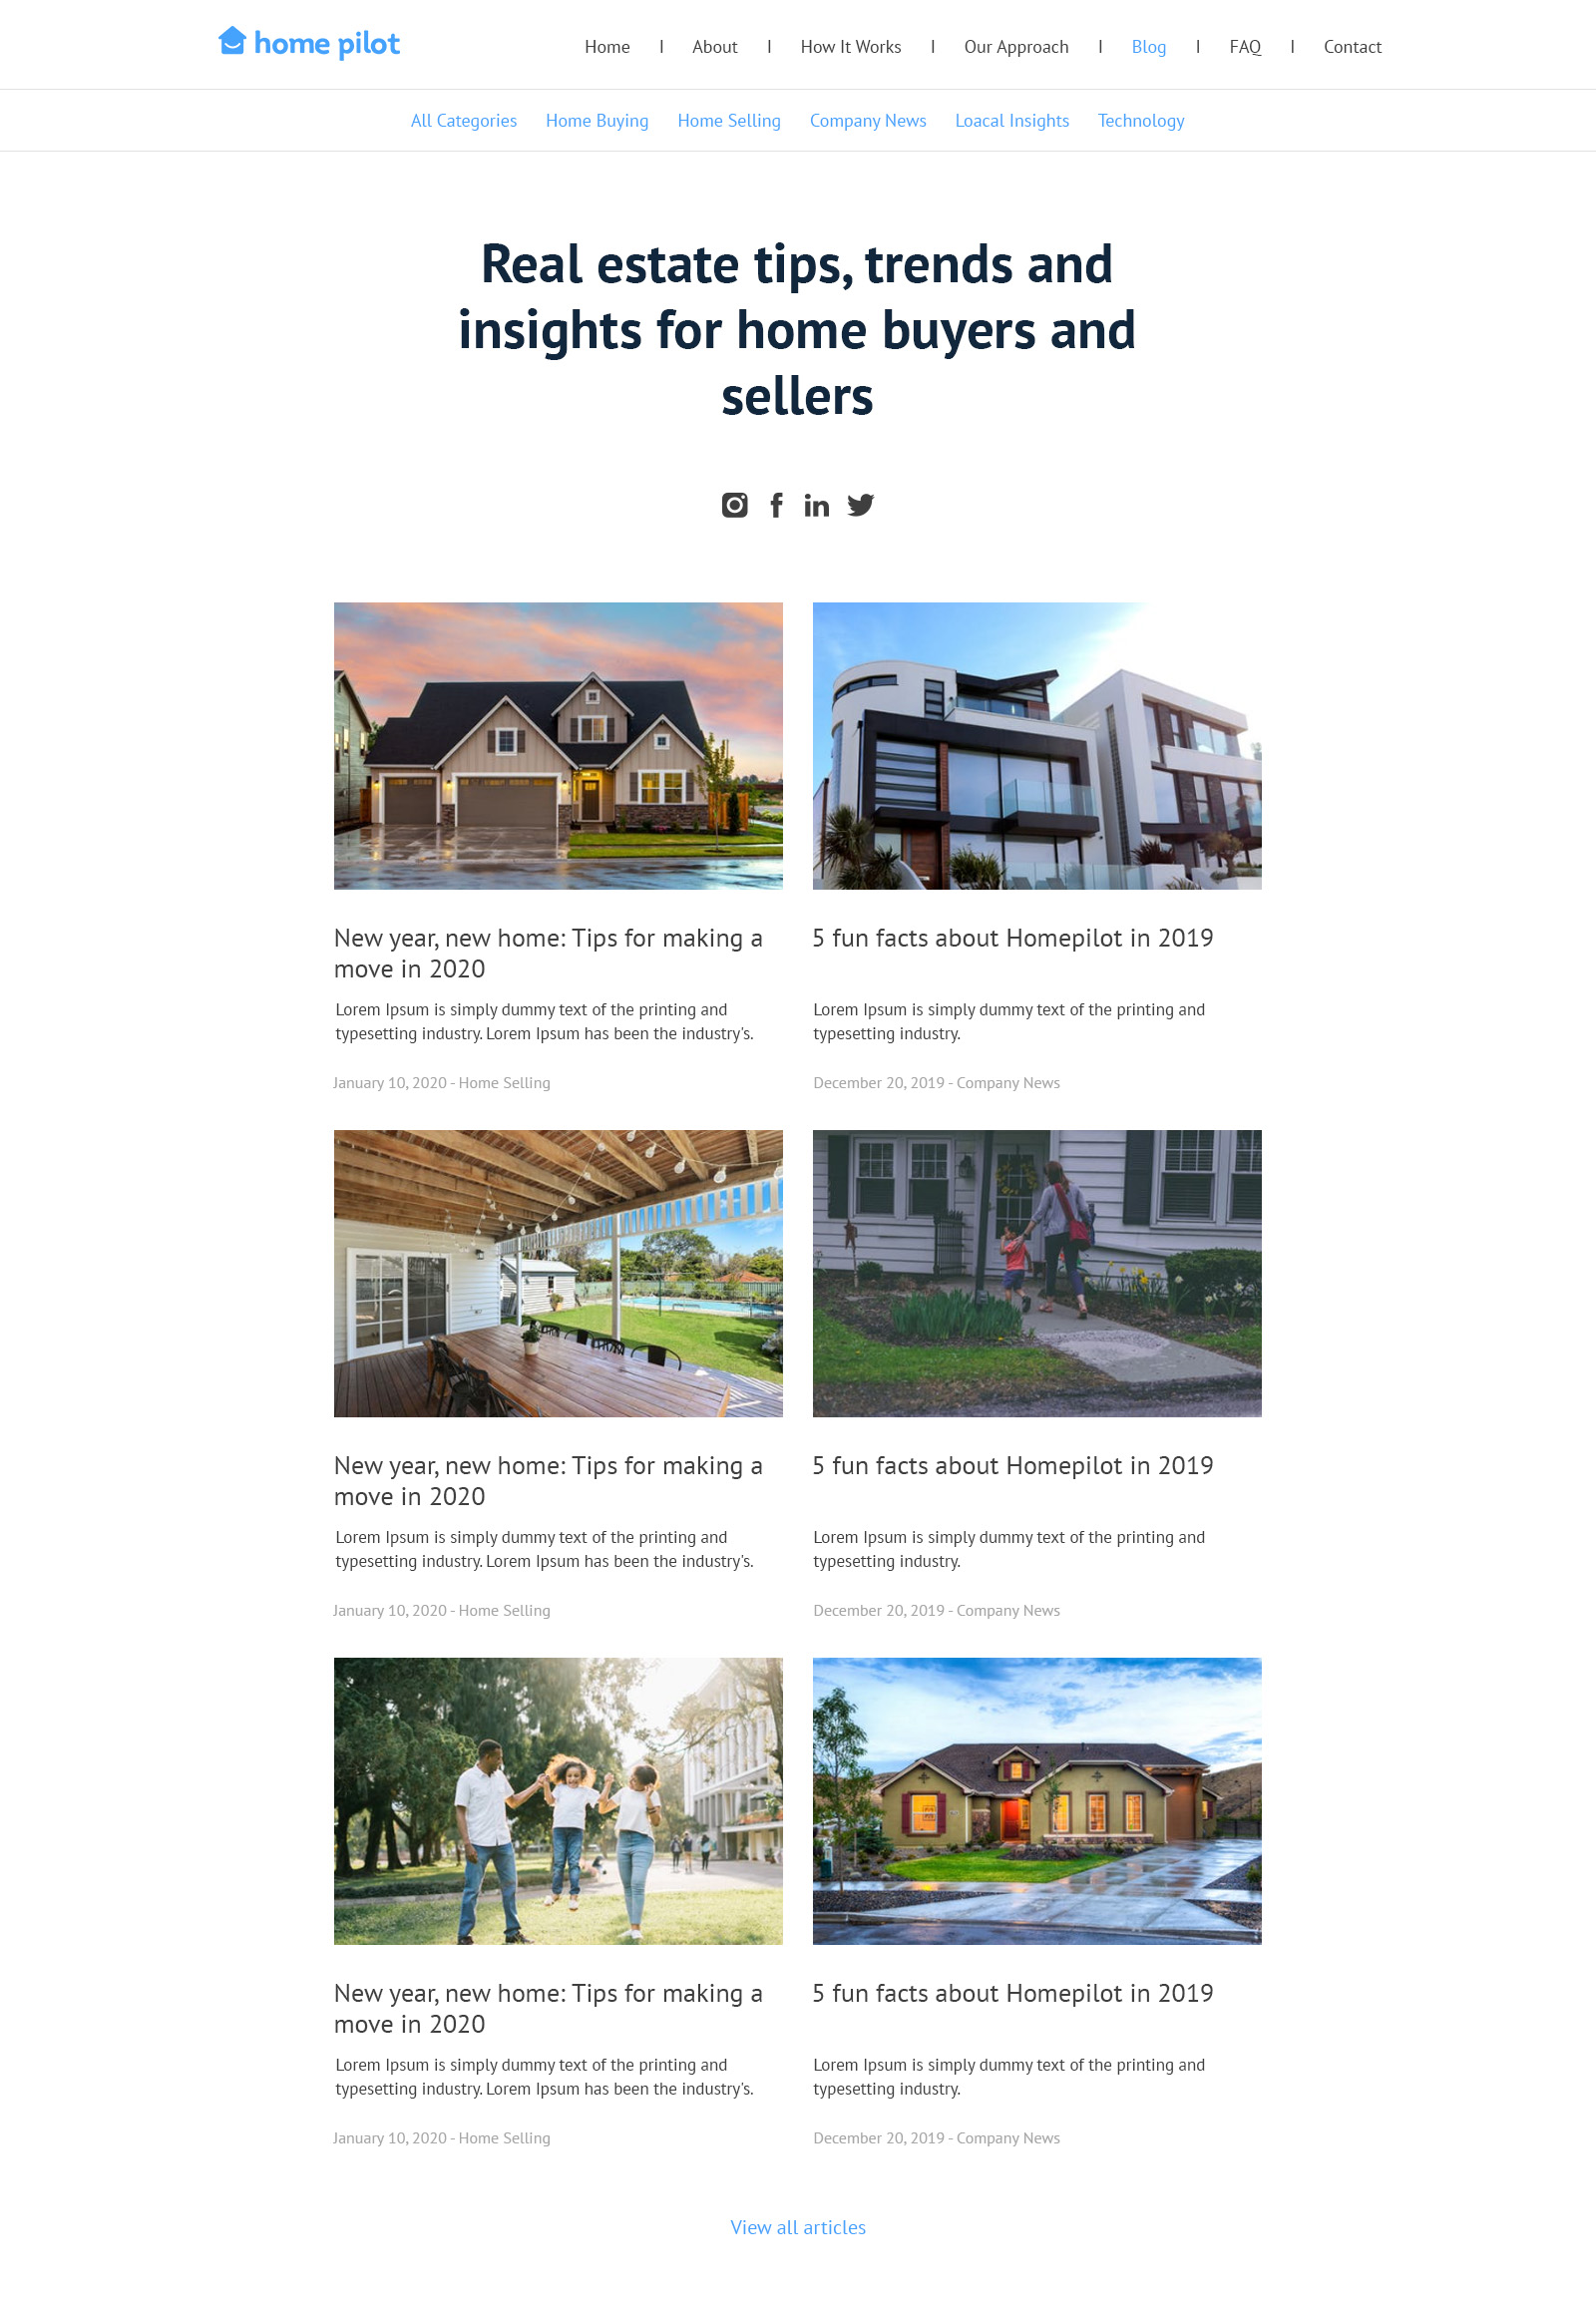 home pilot
Home I About I How It Works I Our Approach I Blog I FAQ I Contact
All Categories Home Buying Home Selling Company News Loacal Insights Technology
Real estate tips, trends and
insights for home buyers and
sellers
New year, new home: Tips for making a
move in 2020
Lorem Ipsum is simply dummy text of the printing and
typesetting industry. Lorem Ipsum has been the industry's.
January 10, 2020 - Home Selling
5 fun facts about Homepilot in 2019
Lorem Ipsum is simply dummy text of the printing and
typesetting industry.
December 20, 2019 - Company News
New year, new home: Tips for making a
move in 2020
Lorem Ipsum is simply dummy text of the printing and
typesetting industry. Lorem Ipsum has been the industry's.
January 10, 2020 - Home Selling
5 fun facts about Homepilot in 2019
Lorem Ipsum is simply dummy text of the printing and
typesetting industry.
December 20, 2019 - Company News
New year, new home: Tips for making a
move in 2020
Lorem Ipsum is simply dummy text of the printing and
typesetting industry. Lorem Ipsum has been the industry's.
January 10, 2020 - Home Selling
5 fun facts about Homepilot in 2019
Lorem Ipsum is simply dummy text of the printing and
typesetting industry.
December 20, 2019 - Company News
View all articles